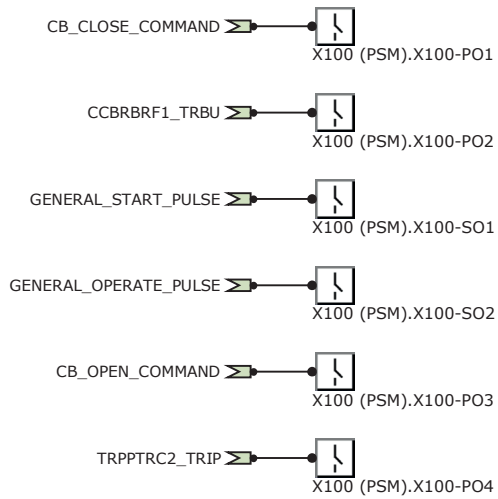 CB_CLOSE_COMMAND
X100 (PSM).X100-PO1
CCBRBRF1_TRBU
X100 (PSM).X100-PO2
GENERAL_START_PULSE
X100 (PSM).X100-SO1
GENERAL_OPERATE_PULSE
X100 (PSM).X100-SO2
CB_OPEN_COMMAND
X100 (PSM).X100-PO3
TRPPTRC2_TRIP
X100 (PSM).X100-PO4